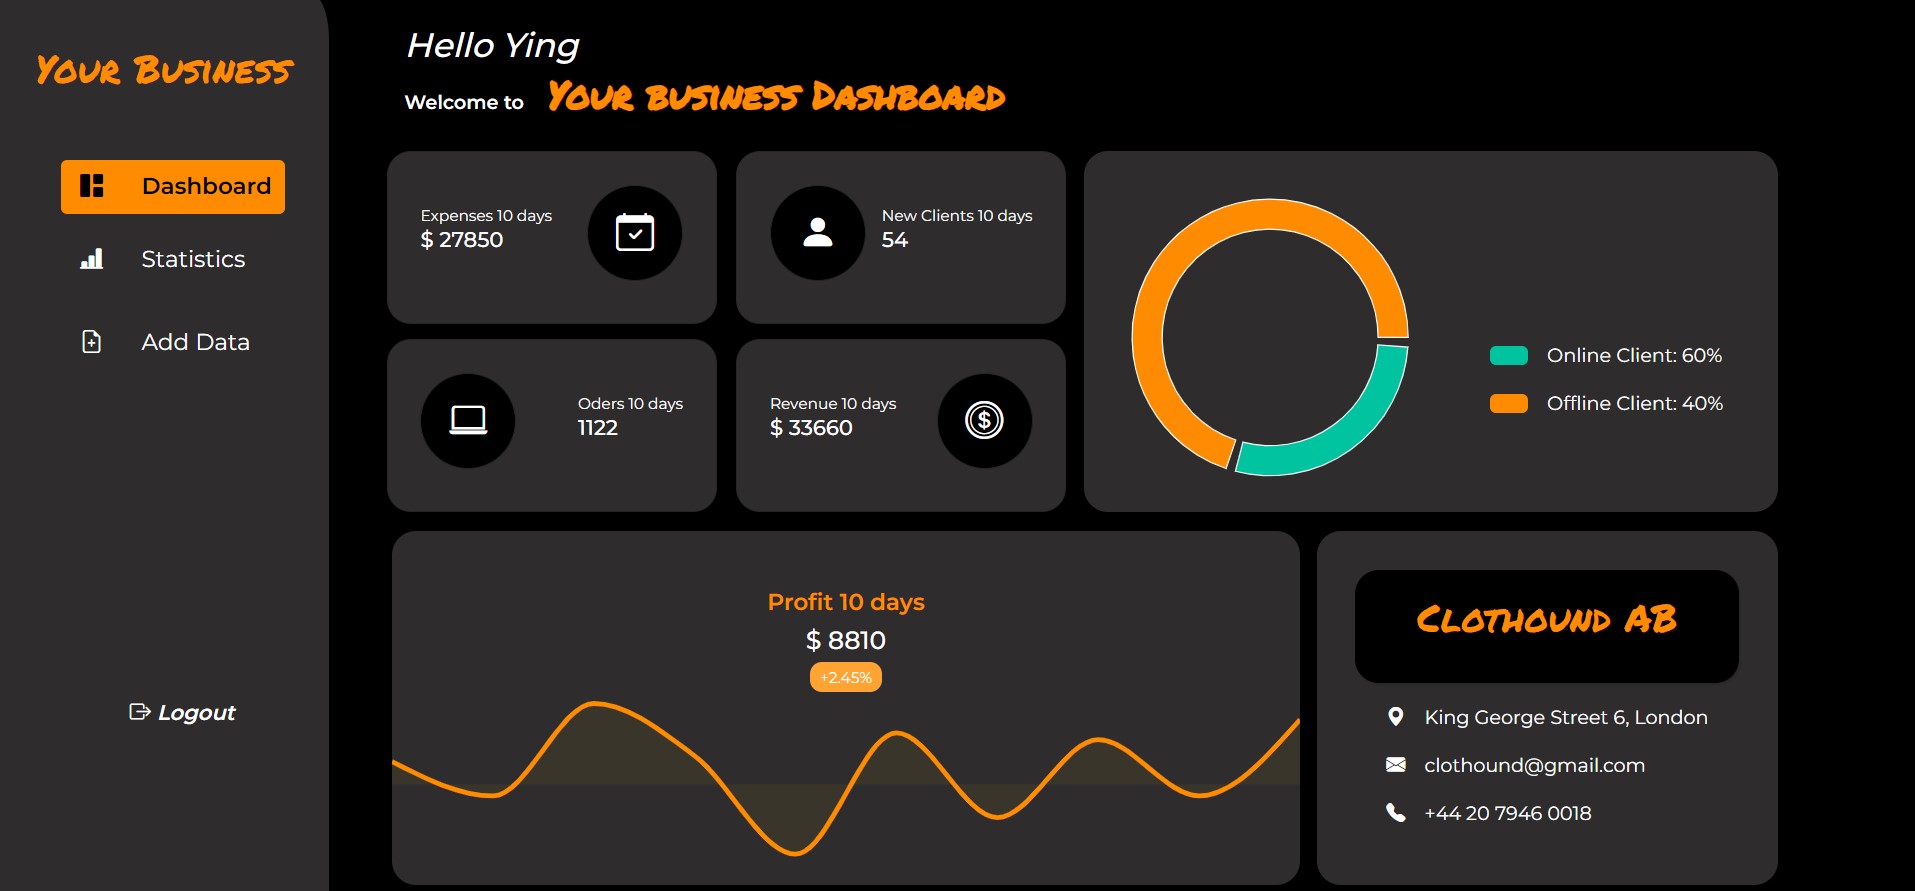 Your Business
Dashboard
Statistics
Add Data
Logout
Hello Ying
Welcome to Your business Dashboard
Expenses 10 days
$ 27850
New Clients 10 days
54
Oders 10 days
1122
Revenue 10 days
$ 33660
Online Client: 60%
Offline Client: 40%
Profit 10 days
$ 8810
+2.45%
Clothound AB
King George Street 6, London
clothound@gmail.com
+44 20 7946 0018